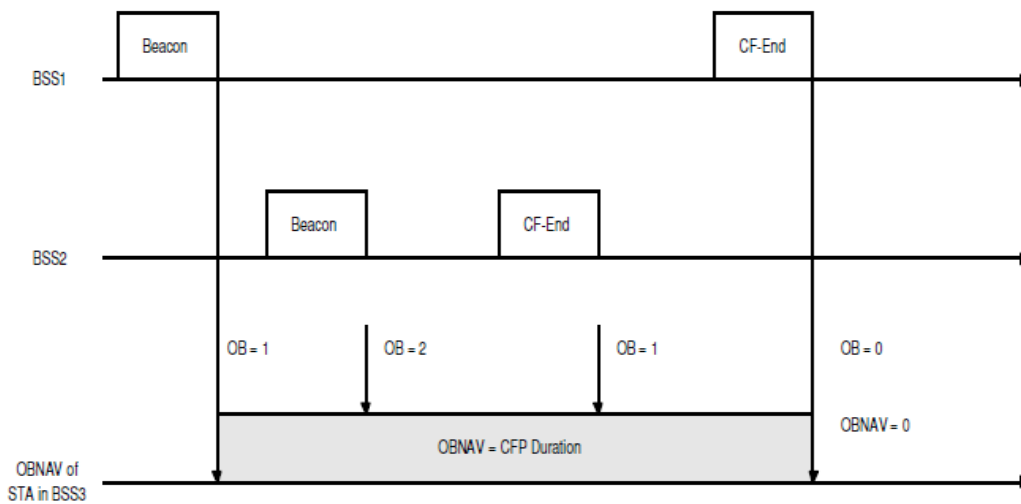 Beacon
CF-End
BSS1
Beacon
CF-End
BSS2
OB = 1
OB = 2
OB = 1
OB = 0
OBNAV = 0
OBNAV = CFP Duration
OBNAV of
STA in BSS3